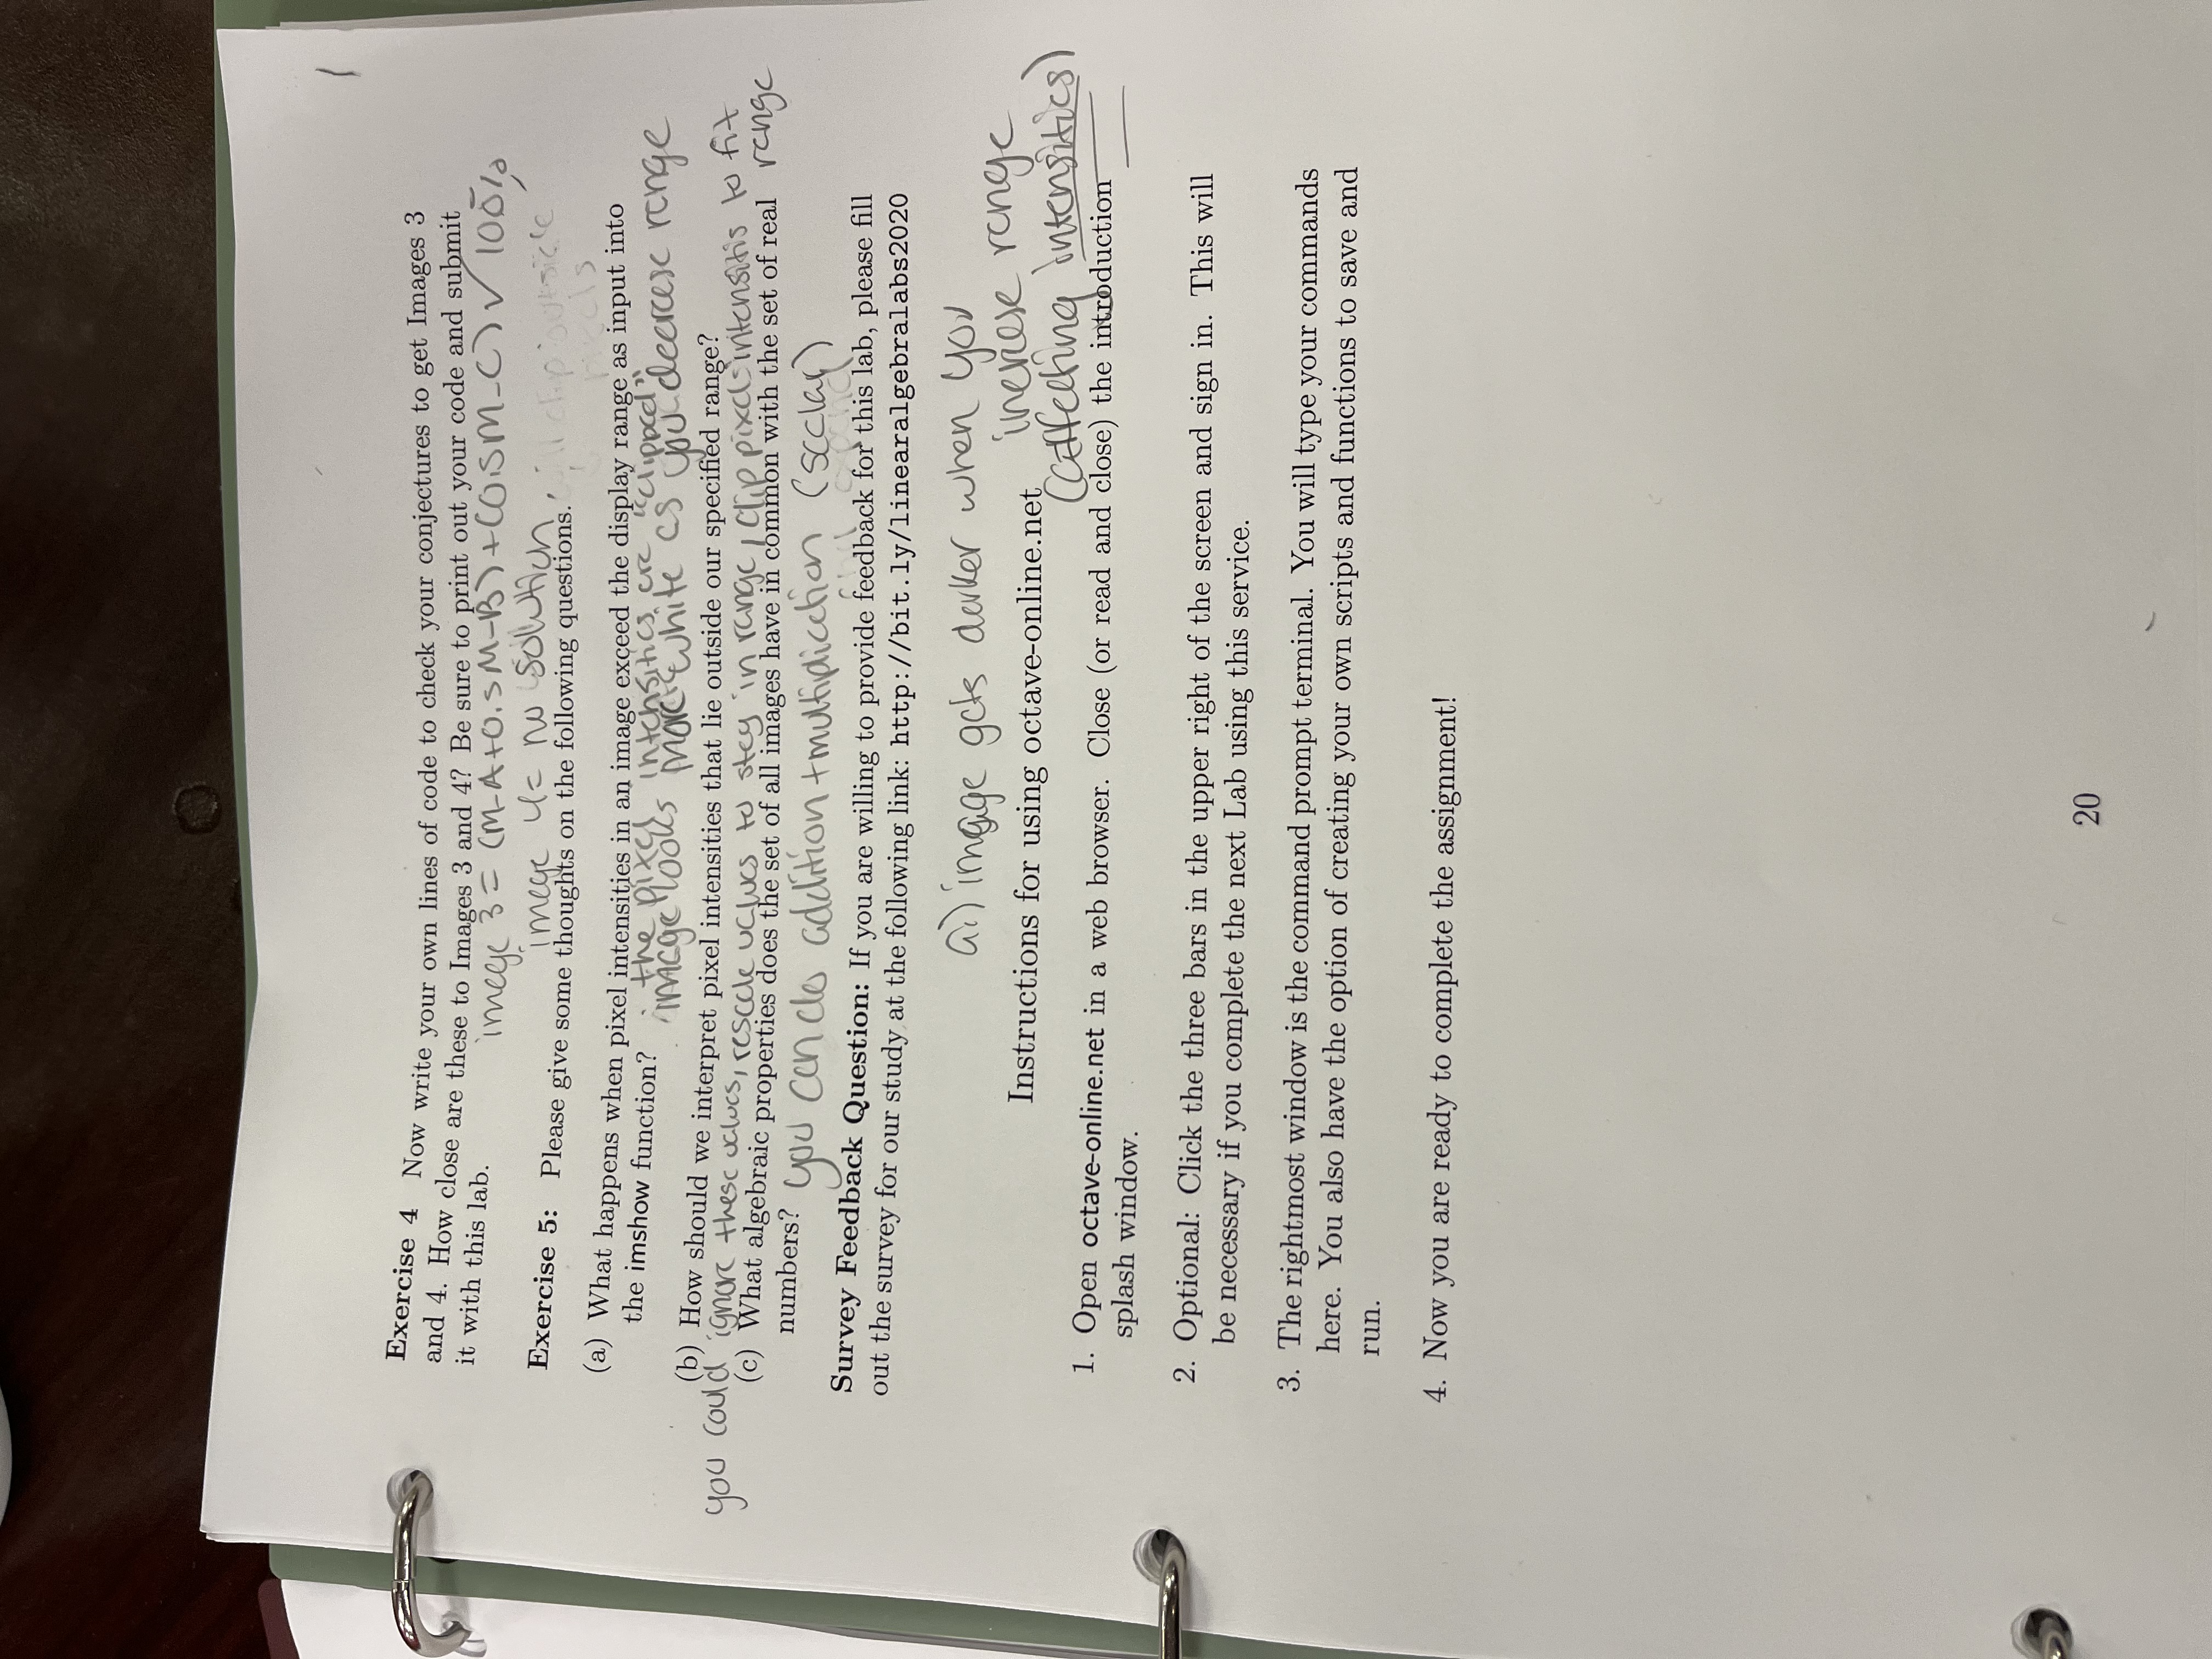 Exercise 4 Now write your own lines of code to check your conjectures to get Images 3
and 4. How close are these to Images 3 and 4? Be sure to print out your code and submit
it with this lab.
image 3 = (M-A+0.5M-B)+(0.5M-C) ✓ 100%
image 4= no solution
Exercise 5: Please give some thoughts on the following questions.
clip outside
pixels
(a) What happens when pixel intensities in an image exceed the display range as input into
the imshow function?
the pixel intensities are "clipped"
image looks more white as you decrease range
(b) How should we interpret pixel intensities that lie outside our specified range?
you could ignore these values, rescale values to stay in range, clip pixel intensitis to fit
range
(c) What algebraic properties does the set of all images have in common with the set of real
numbers?
you can do addition + multiplication (scalar)
Survey Feedback Question: If you are willing to provide feedback for this lab, please fill
out the survey for our study at the following link: http://bit.ly/linearalgebralabs2020
a.) image gets darker when you
increase range
(affecting intensities)
Instructions for using octave-online.net
1. Open octave-online.net in a web browser. Close (or read and close) the introduction
splash window.
2. Optional: Click the three bars in the upper right of the screen and sign in. This will
be necessary if you complete the next Lab using this service.
3. The rightmost window is the command prompt terminal. You will type your commands
here. You also have the option of creating your own scripts and functions to save and
run.
4. Now you are ready to complete the assignment!
20